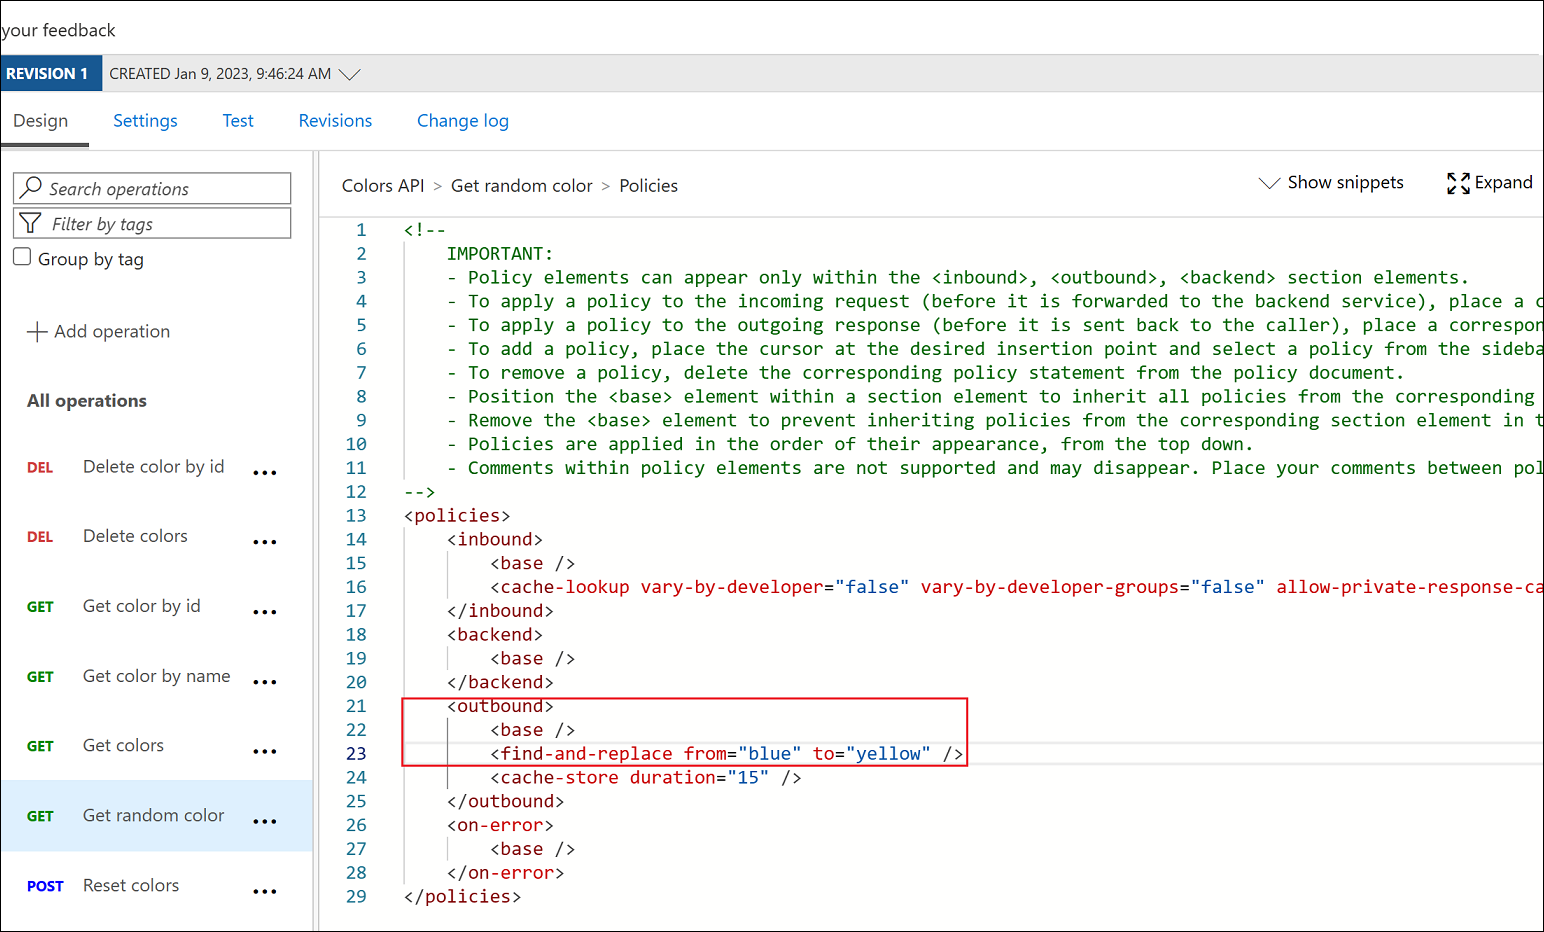 your feedback
REVISION 1 CREATED Jan 9, 2023, 9:46:24 AM
Design Settings Test Revisions Change log
Search operations
Filter by tags
Group by tag
Add operation
All operations
DEL Delete color by id ...
DEL Delete colors ...
GET Get color by id ...
GET Get color by name ...
GET Get colors ...
GET Get random color ...
POST Reset colors ...
Colors API > Get random color > Policies
Show snippets Expand
1 <!--
2 IMPORTANT:
3 - Policy elements can appear only within the <inbound>, <outbound>, <backend> section elements.
4 - To apply a policy to the incoming request (before it is forwarded to the backend service), place a c
5 - To apply a policy to the outgoing response (before it is sent back to the caller), place a correspon
6 - To add a policy, place the cursor at the desired insertion point and select a policy from the sideba
7 - To remove a policy, delete the corresponding policy statement from the policy document.
8 - Position the <base> element within a section element to inherit all policies from the corresponding
9 - Remove the <base> element to prevent inheriting policies from the corresponding section element in t
10 - Policies are applied in the order of their appearance, from the top down.
11 - Comments within policy elements are not supported and may disappear. Place your comments between pol
12 -->
13 <policies>
14 <inbound>
15 <base />
16 <cache-lookup vary-by-developer="false" vary-by-developer-groups="false" allow-private-response-ca
17 </inbound>
18 <backend>
19 <base />
20 </backend>
21 <outbound>
22 <base />
23 <find-and-replace from="blue" to="yellow" />
24 <cache-store duration="15" />
25 </outbound>
26 <on-error>
27 <base />
28 </on-error>
29 </policies>